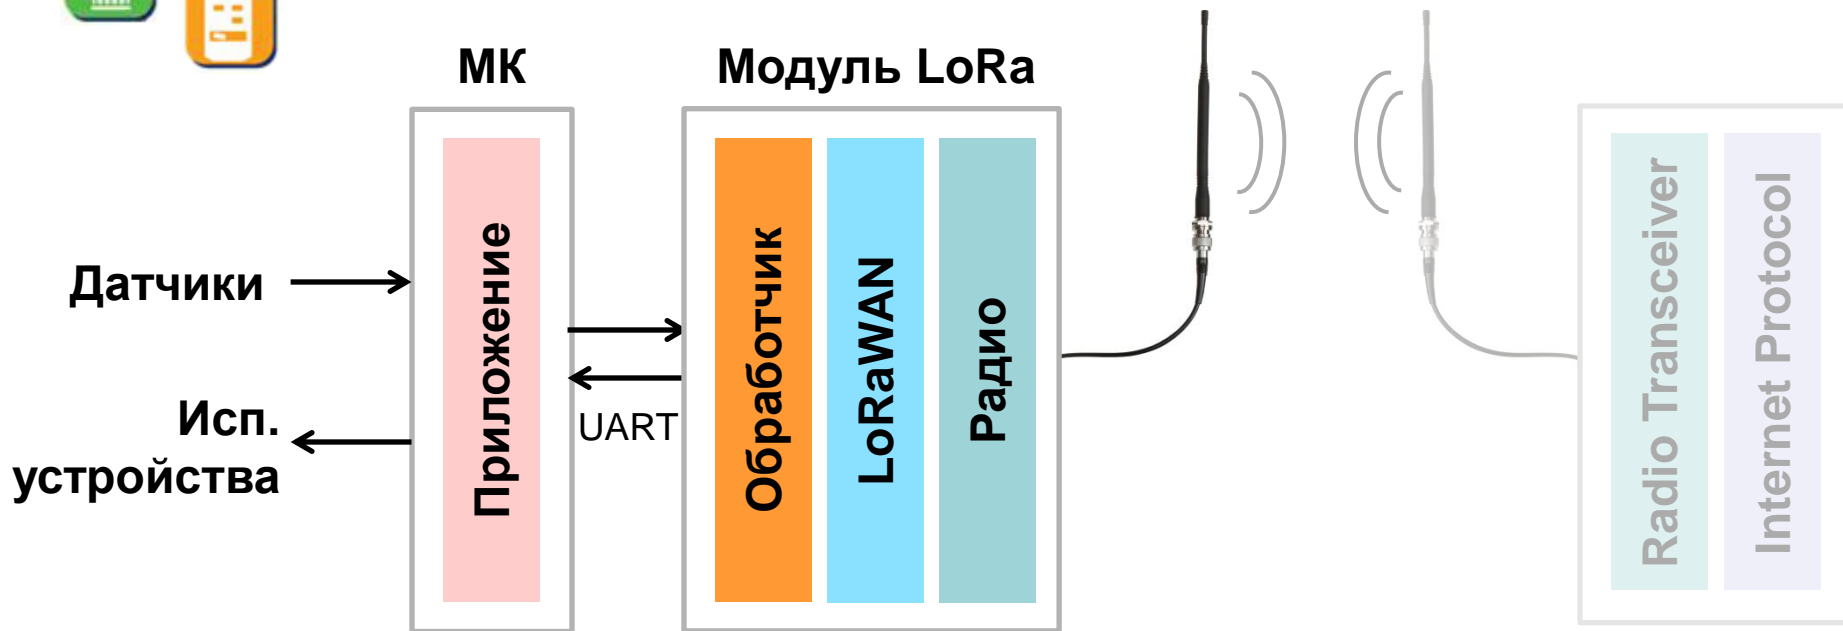 МК
Модуль LoRa
Датчики
Исп.
устройства
Приложение
UART
Обработчик
LoRaWAN
Радио
Radio Transceiver
Internet Protocol